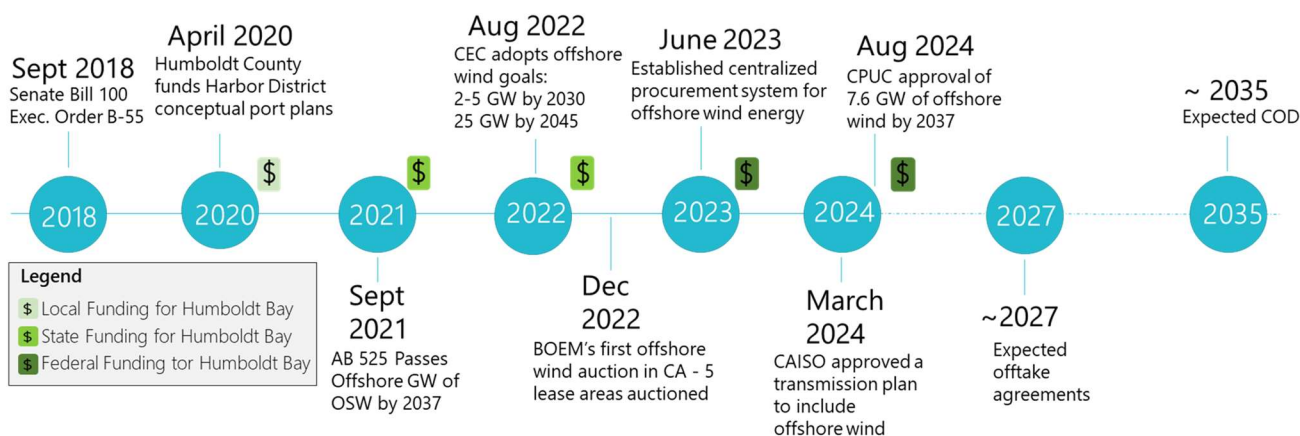 Sept 2018
Senate Bill 100
Exec. Order B-55
April 2020
Humboldt County
funds Harbor District
conceptual port plans
Aug 2022
CEC adopts offshore
wind goals:
2-5 GW by 2030
25 GW by 2045
June 2023
Established centralized
procurement system for
offshore wind energy
Aug 2024
CPUC approval of
7.6 GW of offshore
wind by 2037
~ 2035
Expected COD
$
$
$
$
$
2018
2020
2021
2022
2023
2024
2027
2035
Legend
$ Local Funding for Humboldt Bay
$ State Funding for Humboldt Bay
$ Federal Funding tor Humboldt Bay
Sept
2021
AB 525 Passes
Offshore GW of
OSW by 2037
Dec
2022
BOEM's first offshore
wind auction in CA - 5
lease areas auctioned
March
2024
CAISO approved a
transmission plan
to include
offshore wind
~2027
Expected
offtake
agreements